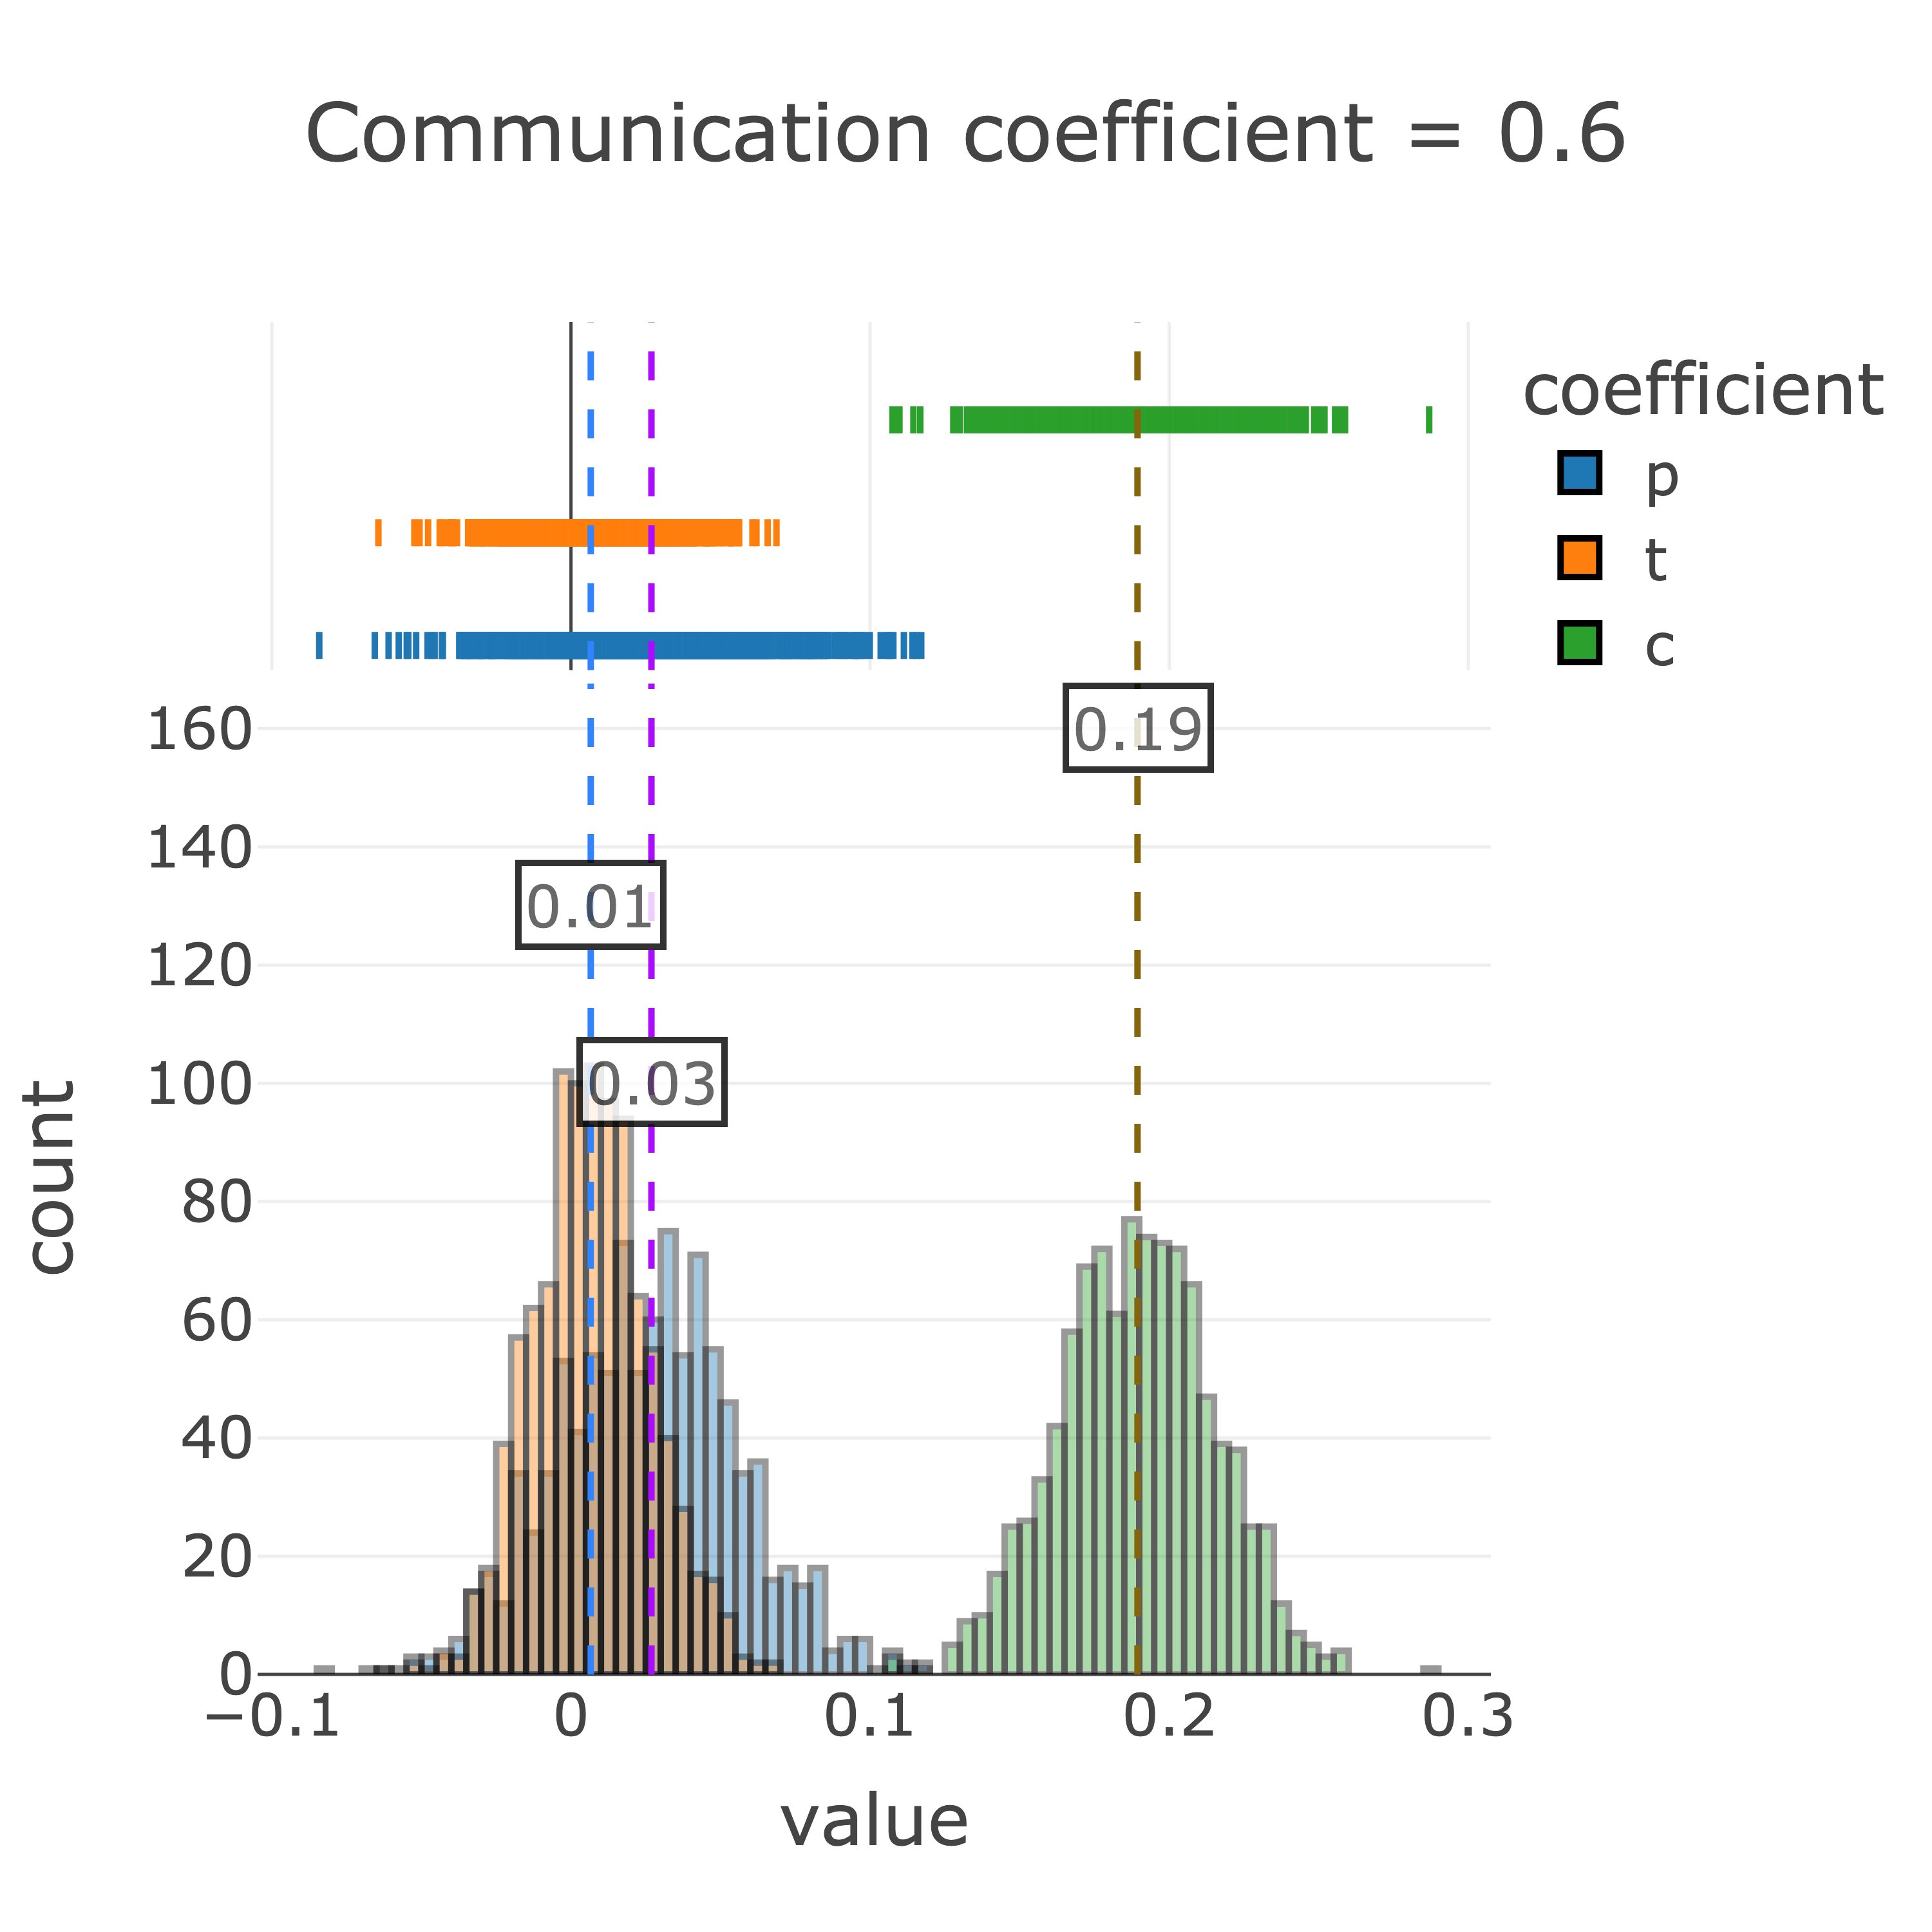 Communication coefficient = 0.6
coefficient
p
t
c
0.19
0.01
0.03
160
140
120
100
80
60
40
20
0
count
−0.1 0 0.1 0.2 0.3
value